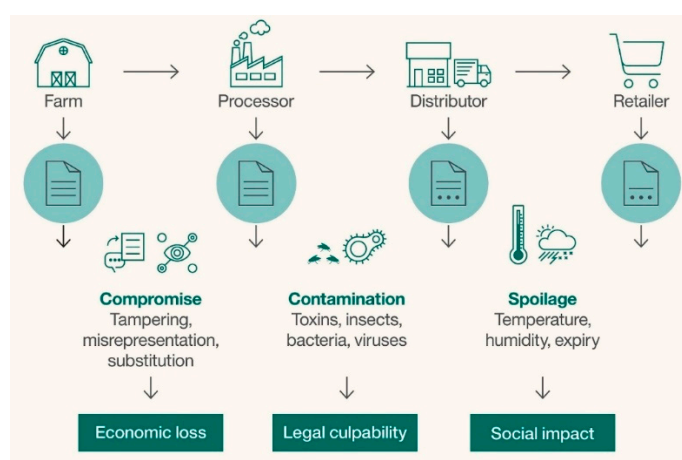 Farm
Processor
Distributor
Retailer
Compromise
Tampering,
misrepresentation,
substitution
Contamination
Toxins, insects,
bacteria, viruses
Spoilage
Temperature,
humidity, expiry
Economic loss
Legal culpability
Social impact